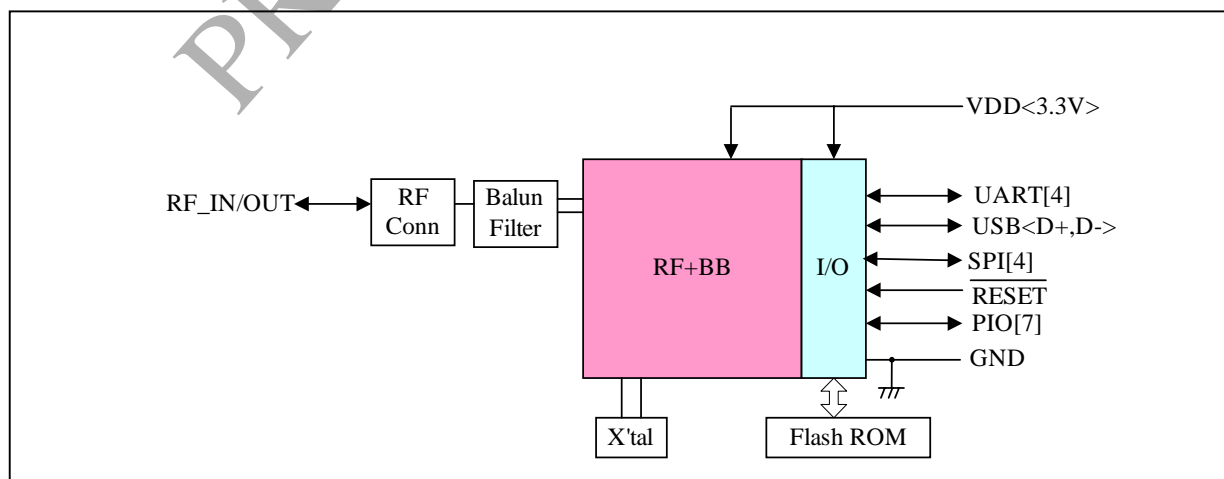 PR
VDD<3.3V>
RF_IN/OUT
RF
Conn
Balun
Filter
RF+BB
I/O
UART[4]
USB<D+,D->
SPI[4]
RESET
PIO[7]
GND
X'tal
Flash ROM